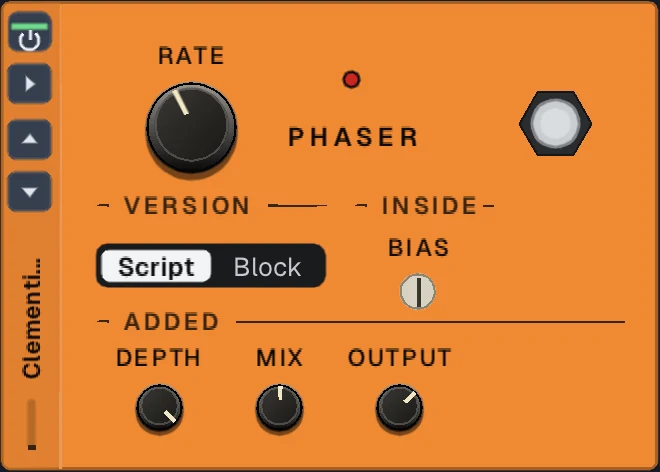 RATE
PHASER
VERSION
INSIDE
BIAS
Script
Block
ADDED
DEPTH
MIX
OUTPUT
Clementi...